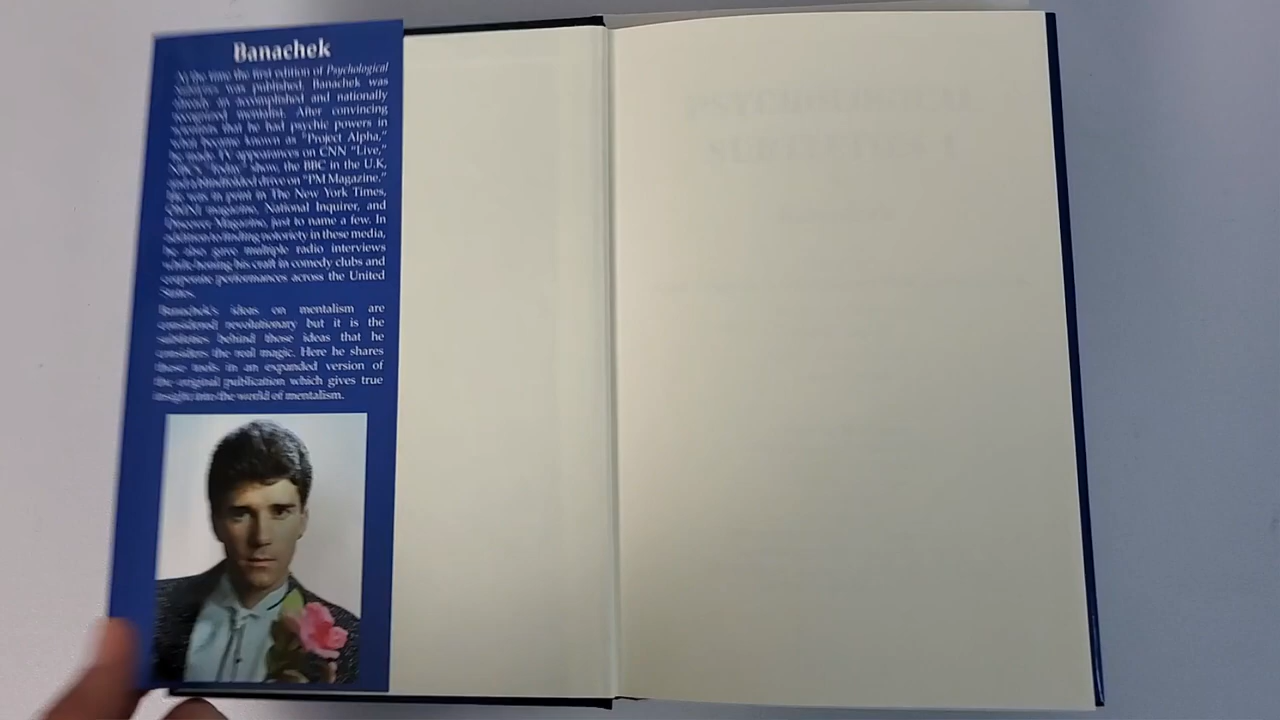 Banachek
At the time the first edition of Psychological
Subtleties was published, Banachek was
already an accomplished and nationally
recognized mentalist. After convincing
scientists that he had psychic powers in
what became known as "Project Alpha,"
he made TV appearances on CNN "Live,"
NBC's "Today" show, the BBC in the U.K,
and a blindfolded drive on "PM Magazine."
He was in print in The New York Times,
OMNI magazine, National Inquirer, and
Discover Magazine, just to name a few. In
addition to finding notoriety in these media,
he also gave multiple radio interviews
while honing his craft in comedy clubs and
corporate performances across the United
States.
Banachek's ideas on mentalism are
considered revolutionary but it is the
subtleties behind those ideas that he
considers the real magic. Here he shares
these tools in an expanded version of
the original publication which gives true
insight into the world of mentalism.